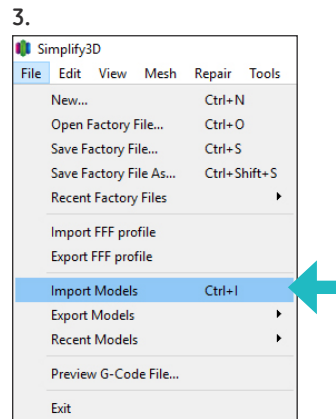 3.
Simplify3D
File Edit View Mesh Repair Tools
New... Ctrl+N
Open Factory File... Ctrl+O
Save Factory File... Ctrl+S
Save Factory File As... Ctrl+Shift+S
Recent Factory Files
Import FFF profile
Export FFF profile
Import Models Ctrl+I
Export Models
Recent Models
Preview G-Code File...
Exit